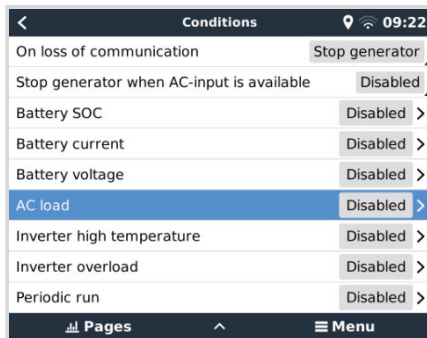 Conditions 09:22
On loss of communication Stop generator
Stop generator when AC-input is available Disabled
Battery SOC Disabled
Battery current Disabled
Battery voltage Disabled
AC load Disabled
Inverter high temperature Disabled
Inverter overload Disabled
Periodic run Disabled
Pages Menu